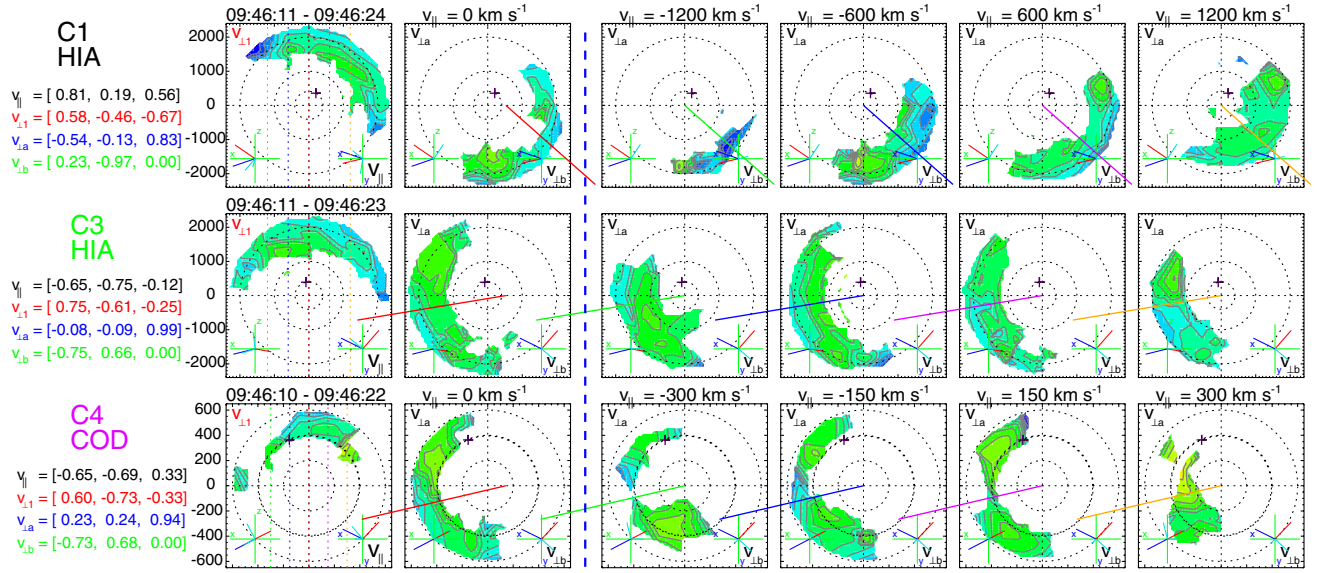 09:46:11 - 09:46:24 v|| = 0 km s-1 v|| = -1200 km s-1 v|| = -600 km s-1 v|| = 600 km s-1 v|| = 1200 km s-1
C1
HIA
v|| = [ 0.81, 0.19, 0.56]
v⊥1 = [ 0.58, -0.46, -0.67]
v⊥a = [-0.54, -0.13, 0.83]
v⊥b = [ 0.23, -0.97, 0.00]
2000
1000
0
-1000
-2000
v⊥1 v⊥a v⊥a v⊥a v⊥a v⊥a
z z
x x
y V|| y V⊥b V⊥b y V⊥b V⊥b y V⊥b
09:46:11 - 09:46:23
C3
HIA
v|| = [-0.65, -0.75, -0.12]
v⊥1 = [ 0.75, -0.61, -0.25]
v⊥a = [-0.08, -0.09, 0.99]
v⊥b = [-0.75, 0.66, 0.00]
2000
1000
0
-1000
-2000
v⊥1 v⊥a v⊥a v⊥a v⊥a v⊥a
z z
x x
y V|| V⊥b V⊥b V⊥b V⊥b V⊥b
09:46:10 - 09:46:22 v|| = 0 km s-1 v|| = -300 km s-1 v|| = -150 km s-1 v|| = 150 km s-1 v|| = 300 km s-1
C4
COD
v|| = [-0.65, -0.69, 0.33]
v⊥1 = [ 0.60, -0.73, -0.33]
v⊥a = [ 0.23, 0.24, 0.94]
v⊥b = [-0.73, 0.68, 0.00]
600
400
200
0
-200
-400
-600
v⊥1 v⊥a v⊥a v⊥a v⊥a v⊥a
z z
x x
y V|| V⊥b V⊥b V⊥b V⊥b V⊥b